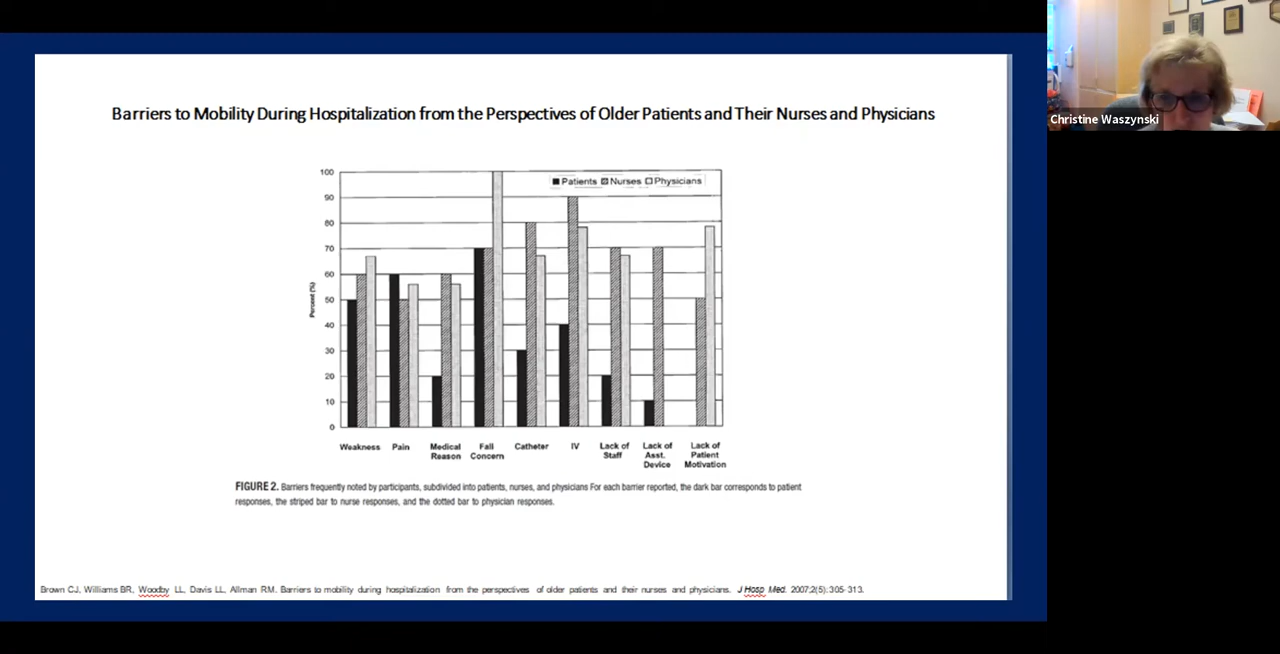 Barriers to Mobility During Hospitalization from the Perspectives of Older Patients and Their Nurses and Physicians
Christine Waszynski
Patients Nurses Physicians
100
90
80
70
60
50
40
30
20
10
0
Percent (%)
Weakness Pain Medical Reason Fall Concern Catheter IV Lack of Staff Lack of Asst. Device Lack of Patient Motivation
FIGURE 2. Barriers frequently noted by participants, subdivided into patients, nurses, and physicians For each barrier reported, the dark bar corresponds to patient
responses, the striped bar to nurse responses, and the dotted bar to physician responses.
Brown CJ, Williams BR, Woodby LL, Davis LL, Allman RM. Barriers to mobility during hospitalization from the perspectives of older patients and their nurses and physicians. J Hosp Med. 2007;2(5):305-313.